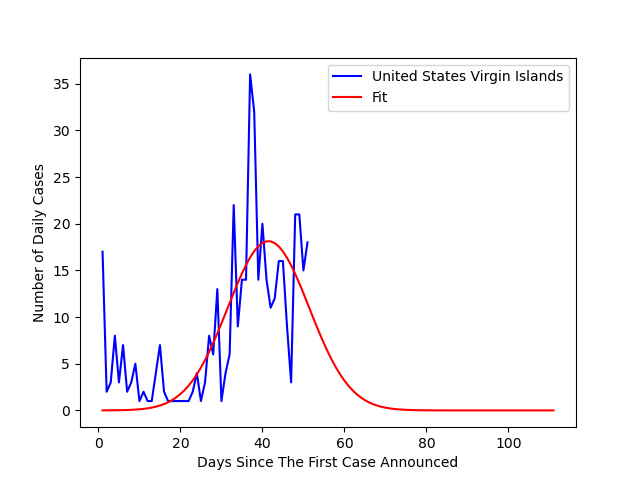 United States Virgin Islands
Fit
Number of Daily Cases
35
30
25
20
15
10
5
0
0 20 40 60 80 100
Days Since The First Case Announced